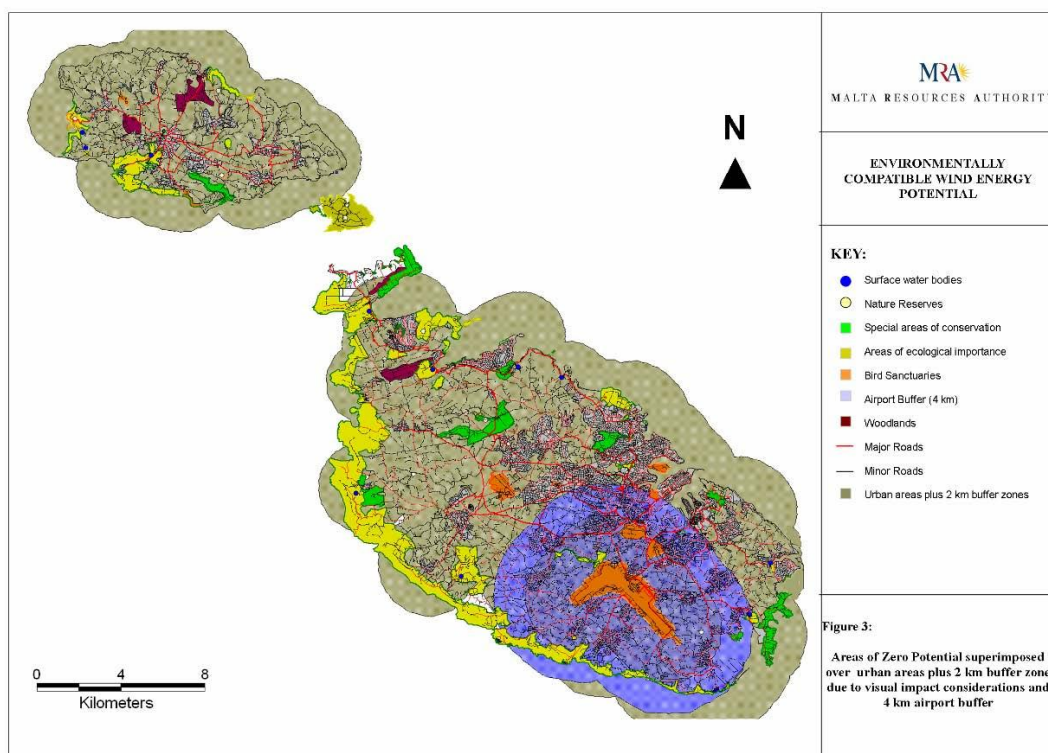 MRA
MALTA RESOURCES AUTHORITY
ENVIRONMENTALLY
COMPATIBLE WIND ENERGY
POTENTIAL
KEY:
Surface water bodies
Nature Reserves
Special areas of conservation
Areas of ecological importance
Bird Sanctuaries
Airport Buffer (4 km)
Woodlands
Major Roads
Minor Roads
Urban areas plus 2 km buffer zones
Figure 3:
Areas of Zero Potential superimposed
over urban areas plus 2 km buffer zone
due to visual impact considerations and
4 km airport buffer
N
0 4 8
Kilometers